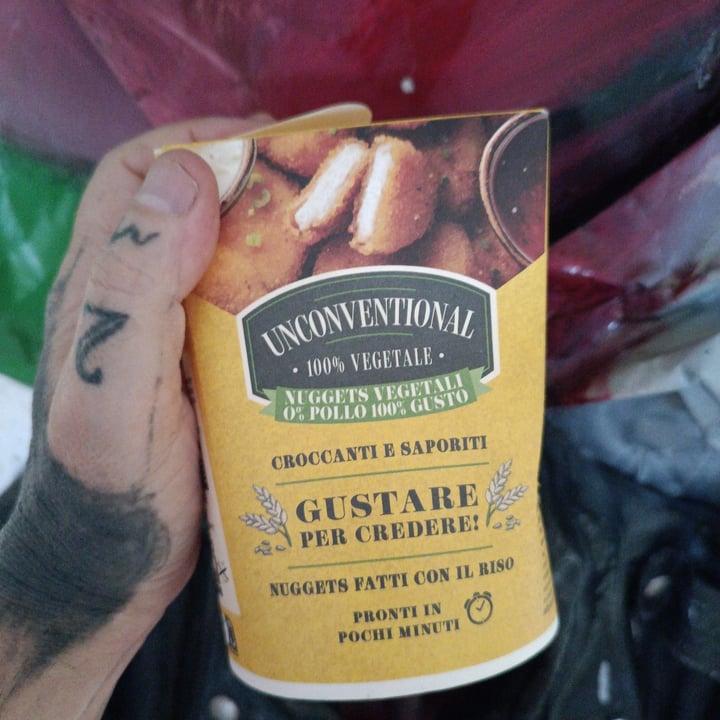 UNCONVENTIONAL
• 100% VEGETALE •
NUGGETS VEGETALI
0% POLLO 100% GUSTO
CROCCANTI E SAPORITI
GUSTARE
PER CREDERE!
NUGGETS FATTI CON IL RISO
PRONTI IN
POCHI MINUTI